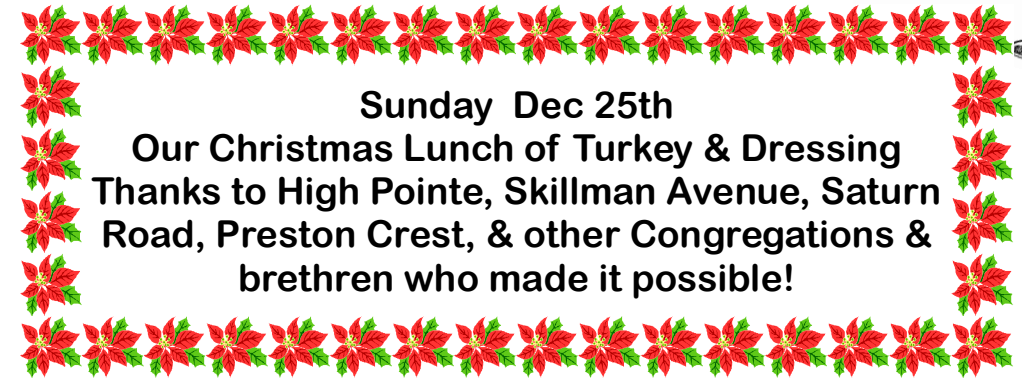 Sunday  Dec 25th
Our Christmas Lunch of Turkey & Dressing
Thanks to High Pointe, Skillman Avenue, Saturn
Road, Preston Crest, & other Congregations &
brethren who made it possible!